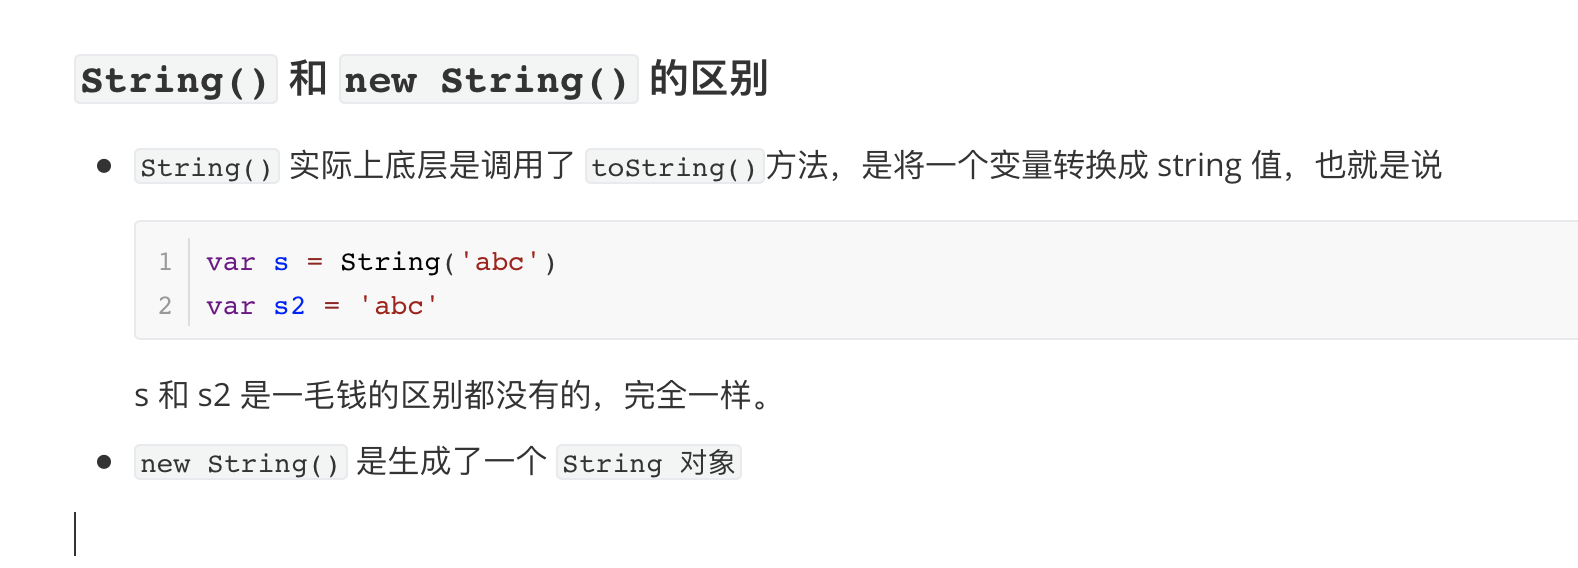 String() 和 new String() 的区别
String() 实际上底层是调用了 toString()方法，是将一个变量转换成 string 值，也就是说
1 var s = String('abc')
2 var s2 = 'abc'
s 和 s2 是一毛钱的区别都没有的，完全一样。
new String() 是生成了一个 String 对象